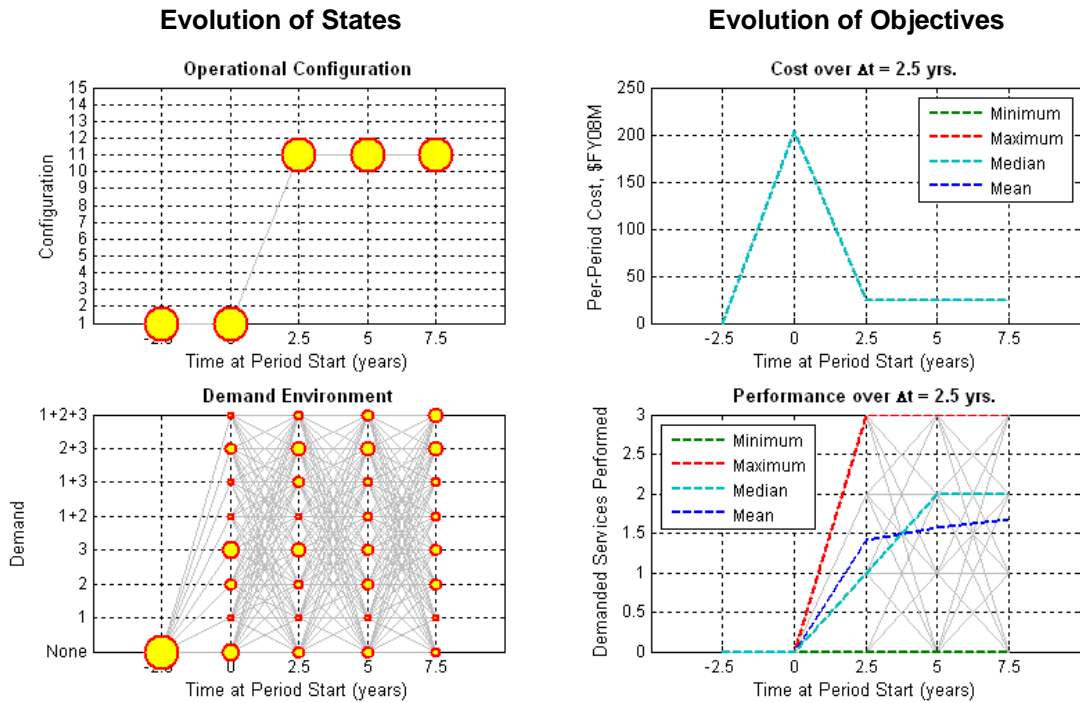 Evolution of States
Evolution of Objectives
Operational Configuration
15
14
13
12
11
10
9
8
7
6
5
4
3
2
1
Configuration
-2.5
0
2.5
5
7.5
Time at Period Start (years)
Cost over Δt = 2.5 yrs.
250
200
150
100
50
0
Per-Period Cost, $FY08M
Minimum
Maximum
Median
Mean
-2.5
0
2.5
5
7.5
Time at Period Start (years)
Demand Environment
1+2+3
2+3
1+3
1+2
3
2
1
None
Demand
-2.5
0
2.5
5
7.5
Time at Period Start (years)
Performance over Δt = 2.5 yrs.
3
2.5
2
1.5
1
0.5
0
Demanded Services Performed
Minimum
Maximum
Median
Mean
-2.5
0
2.5
5
7.5
Time at Period Start (years)